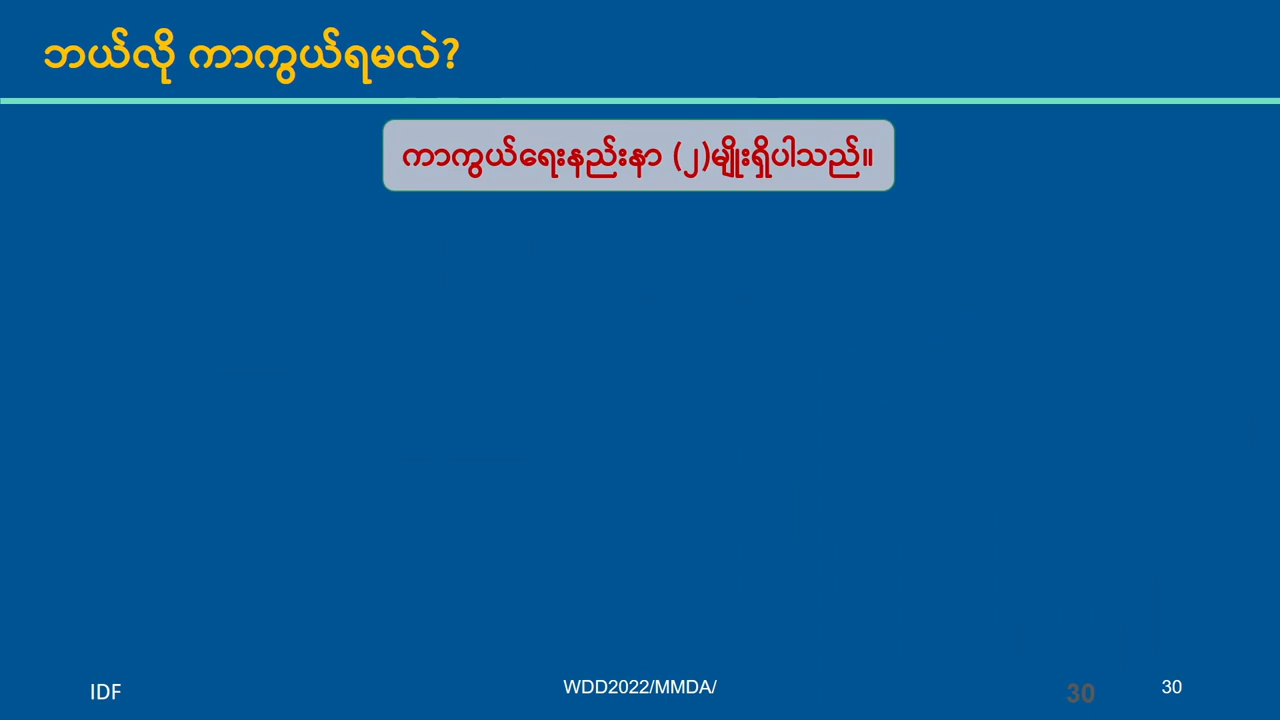 ဘယ်လို ကာကွယ်ရမလဲ?
ကာကွယ်ရေးနည်းနာ (၂)မျိုးရှိပါသည်။
IDF
WDD2022/MMDA/
30
30